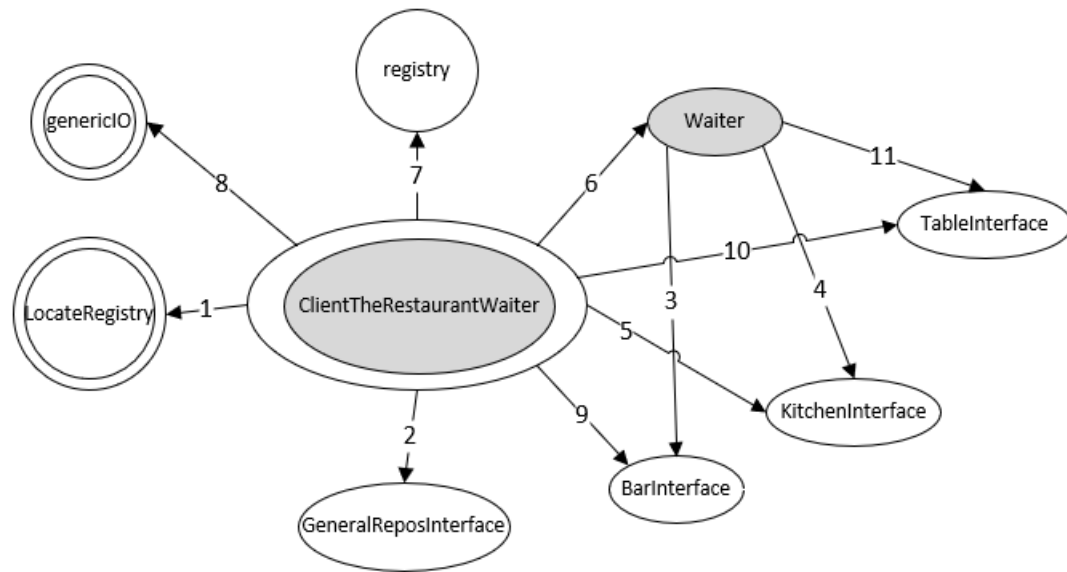 registry
genericIO
Waiter
11
7
6
8
TableInterface
10
ClientTheRestaurantWaiter
3
4
LocateRegistry
1
5
KitchenInterface
9
2
BarInterface
GeneralReposInterface